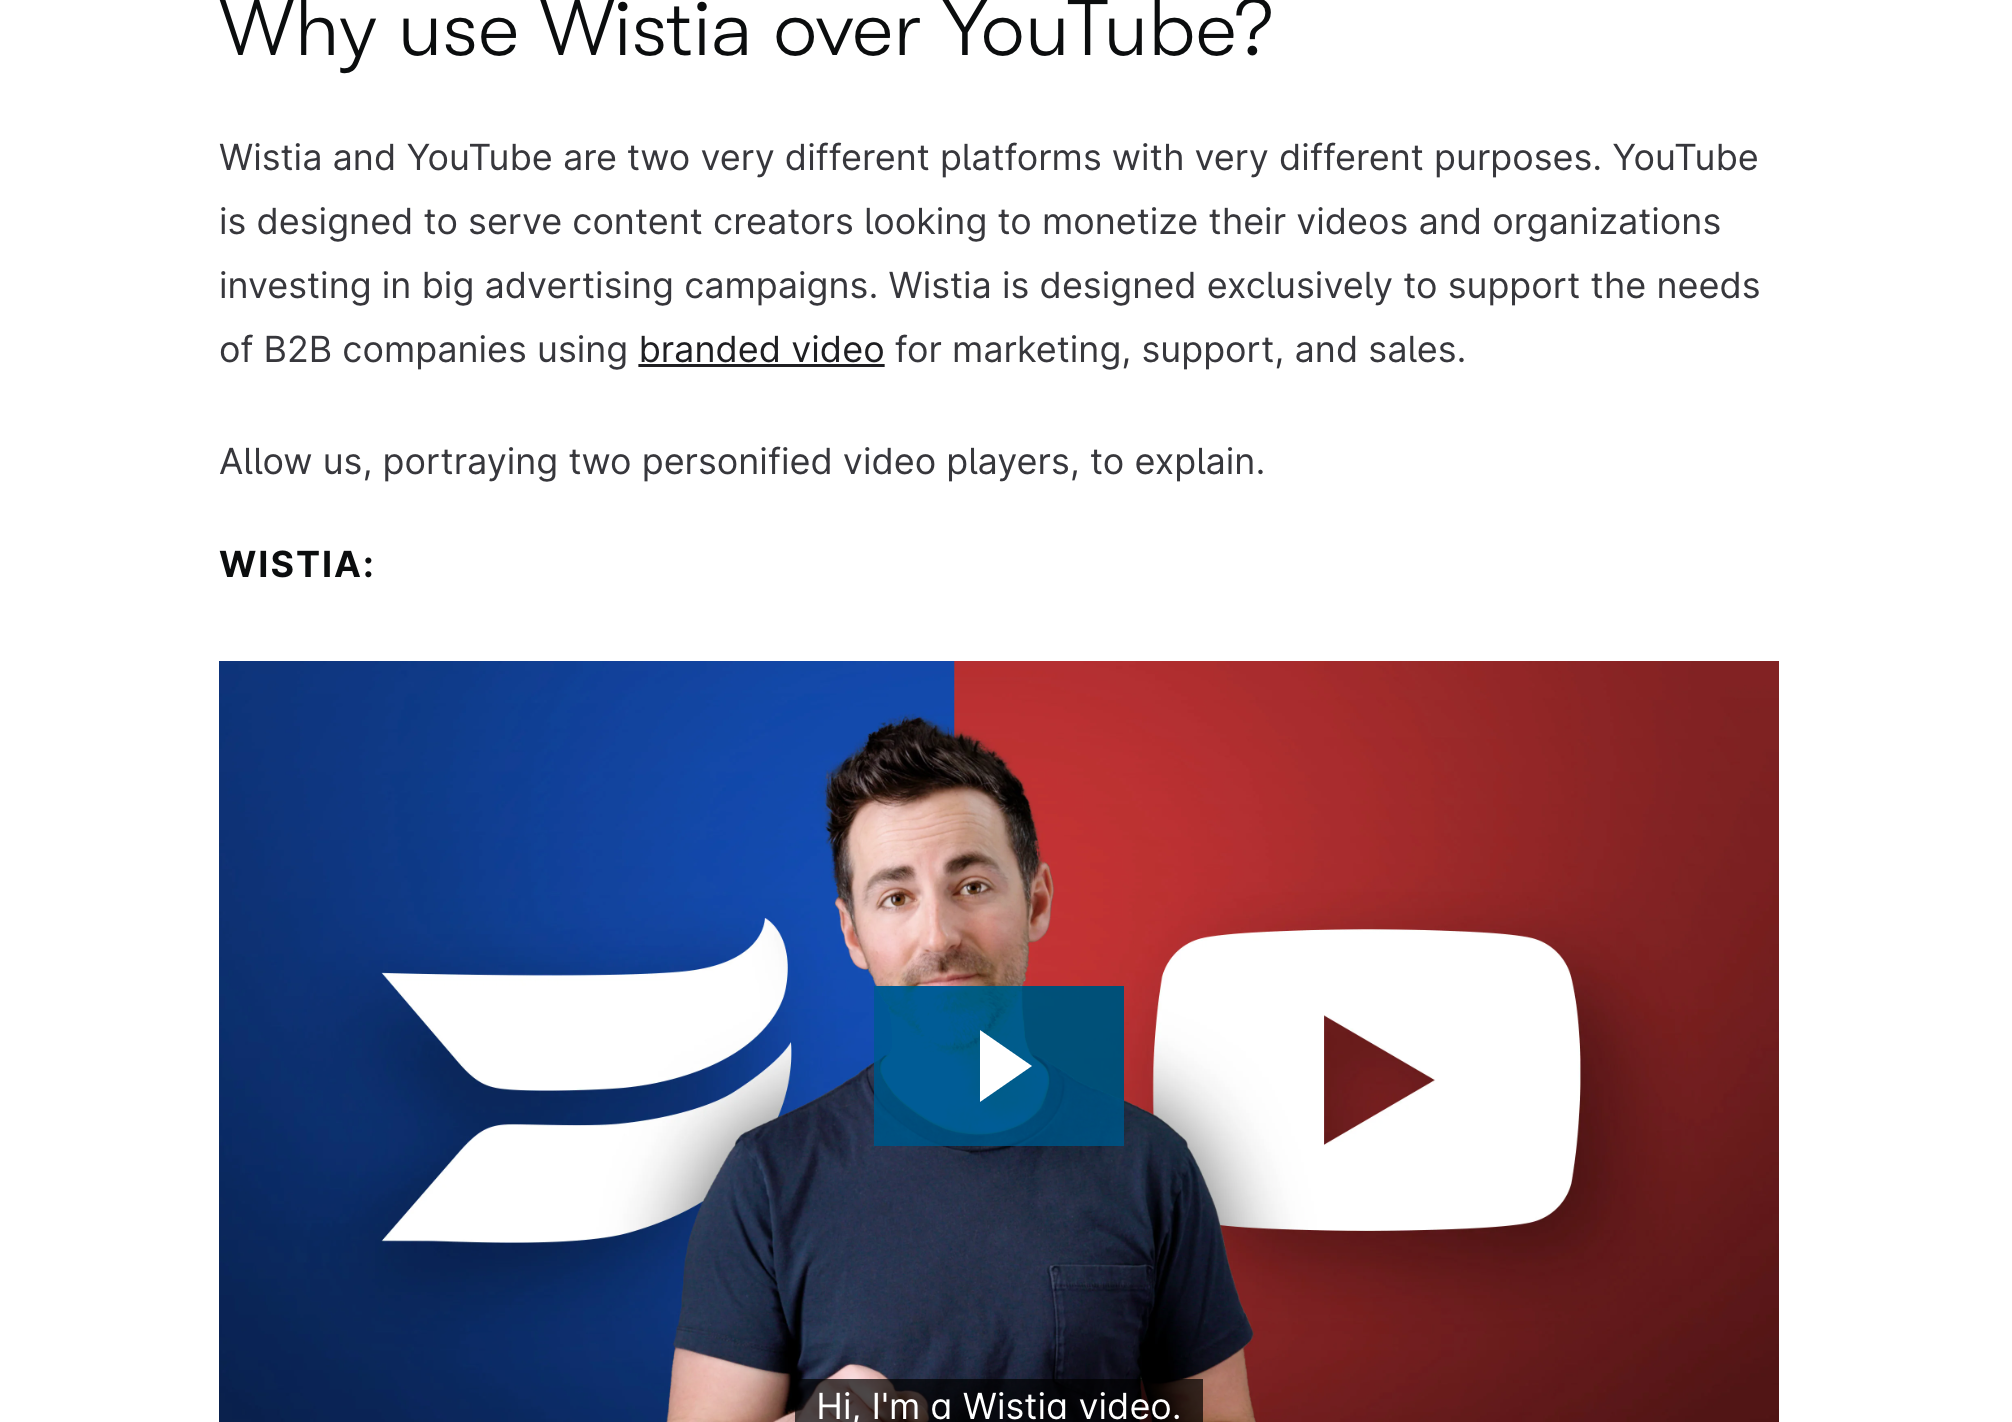 Why use Wistia over YouTube?
Wistia and YouTube are two very different platforms with very different purposes. YouTube
is designed to serve content creators looking to monetize their videos and organizations
investing in big advertising campaigns. Wistia is designed exclusively to support the needs
of B2B companies using branded video for marketing, support, and sales.
Allow us, portraying two personified video players, to explain.
WISTIA:
Hi, I'm a Wistia video.